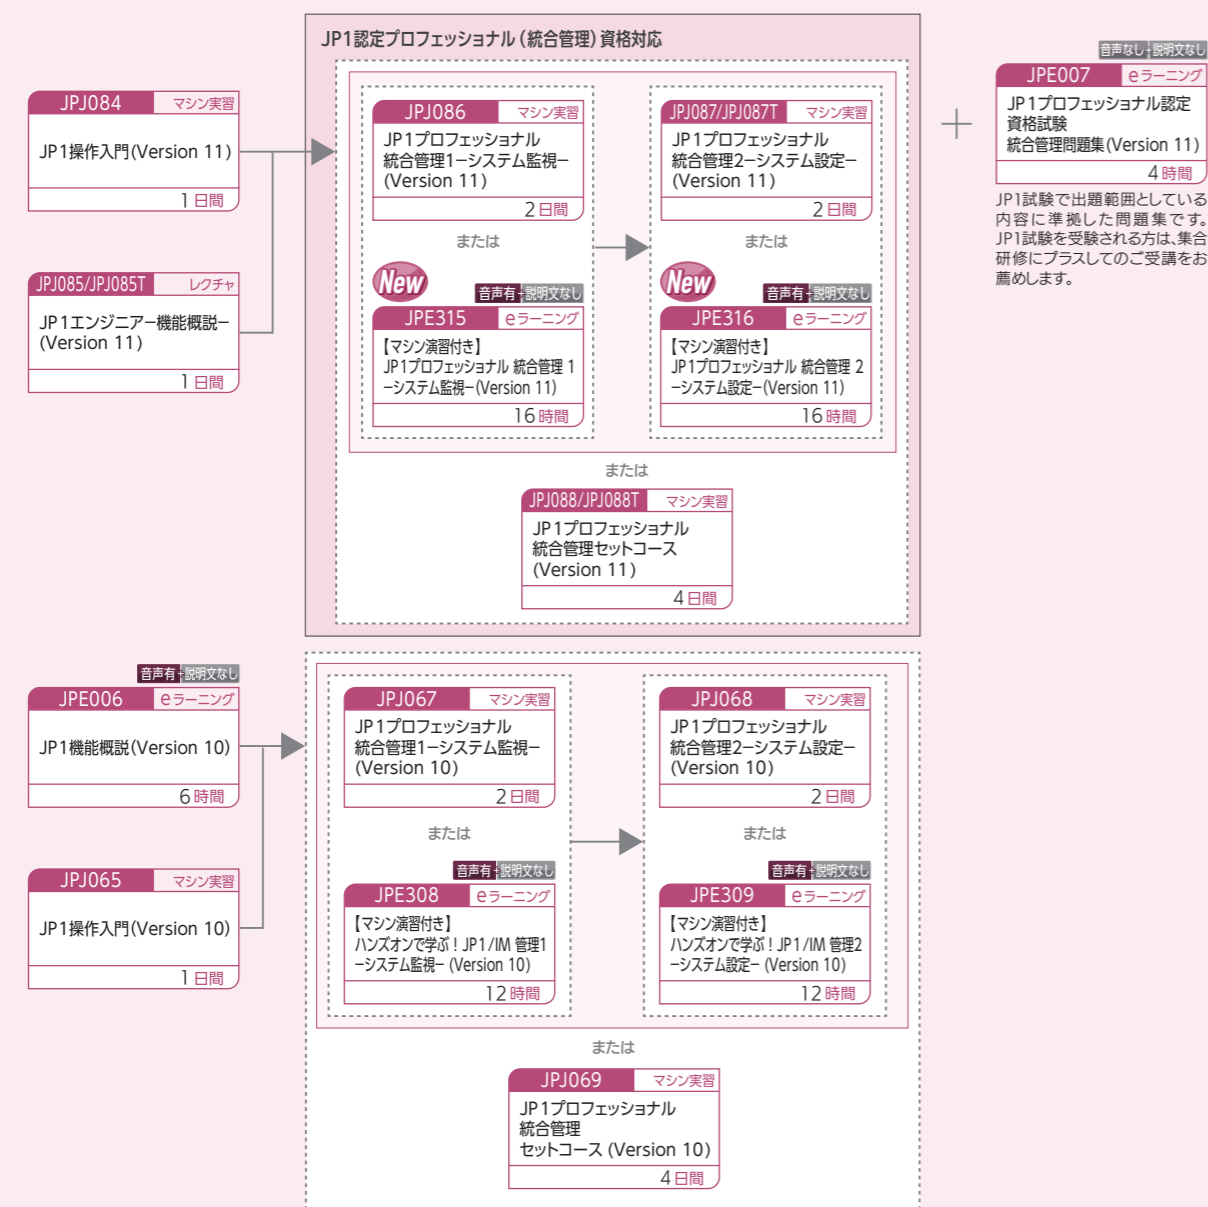 JP1認定プロフェッショナル（統合管理）資格対応
JPJ084 マシン実習
JP1操作入門(Version 11)
1日間
JPJ085/JPJ085T レクチャ
JP1エンジニアー機能概説ー
(Version 11)
1日間
JPJ086 マシン実習
JP1プロフェッショナル
統合管理1ーシステム監視ー
(Version 11)
2日間
または
New
音声有+説明文なし
JPE315 eラーニング
【マシン演習付き】
JP1プロフェッショナル 統合管理 1
ーシステム監視ー(Version 11)
16時間
JPJ087/JPJ087T マシン実習
JP1プロフェッショナル
統合管理2ーシステム設定ー
(Version 11)
2日間
または
New
音声有+説明文なし
JPE316 eラーニング
【マシン演習付き】
JP1プロフェッショナル 統合管理 2
ーシステム設定ー(Version 11)
16時間
または
JPJ088/JPJ088T マシン実習
JP1プロフェッショナル
統合管理セットコース
(Version 11)
4日間
＋
音声なし+説明文なし
JPE007 eラーニング
JP1プロフェッショナル認定
資格試験
統合管理問題集(Version 11)
4時間
JP1試験で出題範囲としている
内容に準拠した問題集です。
JP1試験を受験される方は、集合
研修にプラスしてのご受講をお
薦めします。
音声有+説明文なし
JPE006 eラーニング
JP1機能概説(Version 10)
6時間
JPJ065 マシン実習
JP1操作入門(Version 10)
1日間
JPJ067 マシン実習
JP1プロフェッショナル
統合管理1ーシステム監視ー
(Version 10)
2日間
または
音声有+説明文なし
JPE308 eラーニング
【マシン演習付き】
ハンズオンで学ぶ！JP1/IM 管理1
ーシステム監視ー (Version 10)
12時間
JPJ068 マシン実習
JP1プロフェッショナル
統合管理2ーシステム設定ー
(Version 10)
2日間
または
音声有+説明文なし
JPE309 eラーニング
【マシン演習付き】
ハンズオンで学ぶ！JP1/IM 管理2
ーシステム設定ー (Version 10)
12時間
または
JPJ069 マシン実習
JP1プロフェッショナル
統合管理
セットコース (Version 10)
4日間